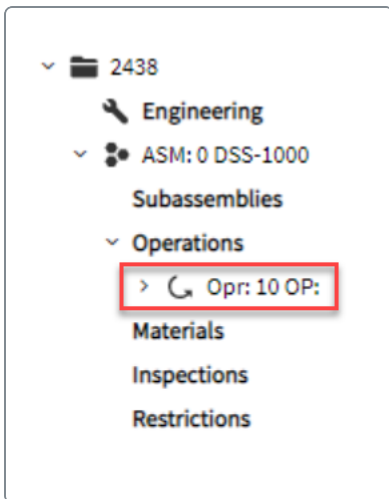 2438
Engineering
ASM: 0 DSS-1000
Subassemblies
Operations
Opr: 10 OP:
Materials
Inspections
Restrictions